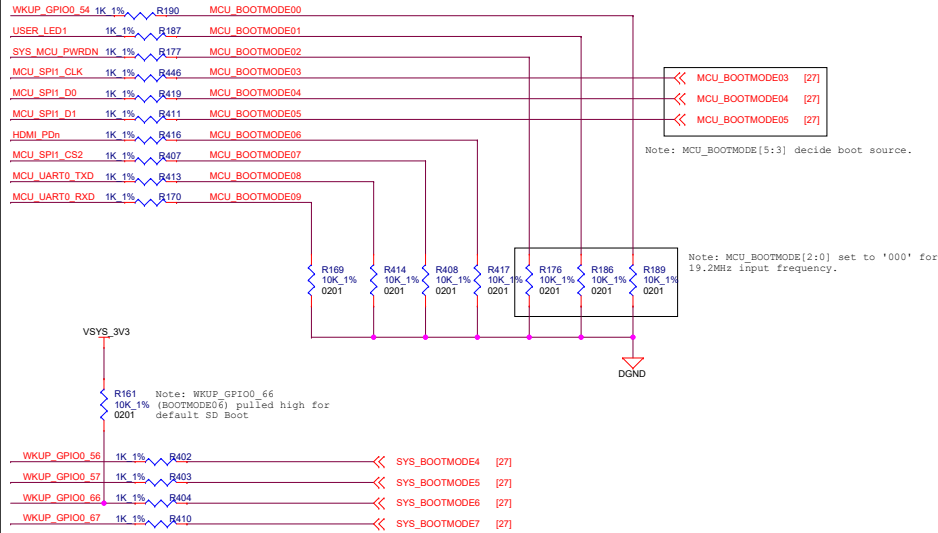 WKUP_GPIO0_54 1K_1% R190 MCU_BOOTMODE00
USER_LED1 1K_1% R187 MCU_BOOTMODE01
SYS_MCU_PWRDN 1K_1% R177 MCU_BOOTMODE02
MCU_SPI1_CLK 1K_1% R446 MCU_BOOTMODE03
MCU_SPI1_D0 1K_1% R419 MCU_BOOTMODE04
MCU_SPI1_D1 1K_1% R411 MCU_BOOTMODE05
HDMI_PDn 1K_1% R416 MCU_BOOTMODE06
MCU_SPI1_CS2 1K_1% R407 MCU_BOOTMODE07
MCU_UART0_TXD 1K_1% R413 MCU_BOOTMODE08
MCU_UART0_RXD 1K_1% R170 MCU_BOOTMODE09
MCU_BOOTMODE03 [27]
MCU_BOOTMODE04 [27]
MCU_BOOTMODE05 [27]
Note: MCU_BOOTMODE[5:3] decide boot source.
R169 R414 R408 R417 R176 R186 R189
10K_1% 10K_1% 10K_1% 10K_1% 10K_1% 10K_1% 10K_1%
0201 0201 0201 0201 0201 0201 0201
Note: MCU_BOOTMODE[2:0] set to '000' for
19.2MHz input frequency.
DGND
VSYS_3V3
R161
10K_1%
0201
Note: WKUP_GPIO0_66
(BOOTMODE06) pulled high for
default SD Boot
WKUP_GPIO0_56 1K_1% R402 SYS_BOOTMODE4 [27]
WKUP_GPIO0_57 1K_1% R403 SYS_BOOTMODE5 [27]
WKUP_GPIO0_66 1K_1% R404 SYS_BOOTMODE6 [27]
WKUP_GPIO0_67 1K_1% R410 SYS_BOOTMODE7 [27]